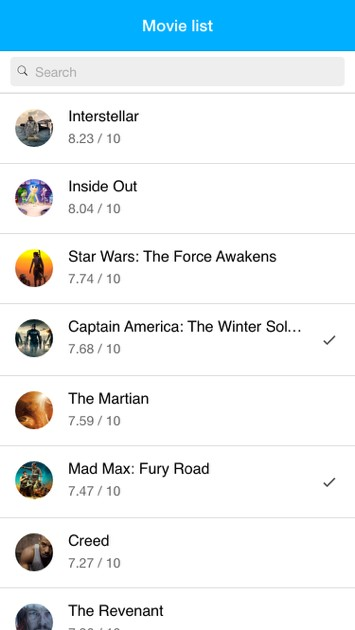 Movie list
Search
Interstellar
8.23 / 10
Inside Out
8.04 / 10
Star Wars: The Force Awakens
7.74 / 10
Captain America: The Winter Sol...
7.68 / 10
The Martian
7.59 / 10
Mad Max: Fury Road
7.47 / 10
Creed
7.27 / 10
The Revenant